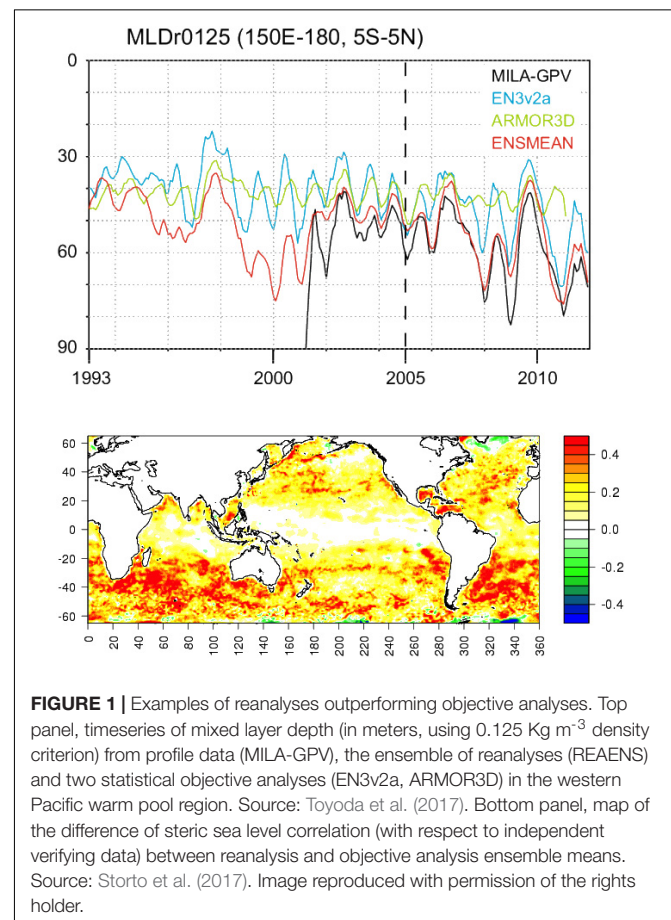 MLDr0125 (150E-180, 5S-5N)
0
30
60
90
MILA-GPV
EN3v2a
ARMOR3D
ENSMEAN
1993
2000
2005
2010
60
40
20
0
-20
-40
-60
0
20
40
60
80
100
120
140
160
180
200
220
240
260
280
300
320
340
360
0.4
0.2
0.0
-0.2
-0.4
FIGURE 1 | Examples of reanalyses outperforming objective analyses. Top
panel, timeseries of mixed layer depth (in meters, using 0.125 Kg m-3 density
criterion) from profile data (MILA-GPV), the ensemble of reanalyses (REAENS)
and two statistical objective analyses (EN3v2a, ARMOR3D) in the western
Pacific warm pool region. Source: Toyoda et al. (2017). Bottom panel, map of
the difference of steric sea level correlation (with respect to independent
verifying data) between reanalysis and objective analysis ensemble means.
Source: Storto et al. (2017). Image reproduced with permission of the rights
holder.